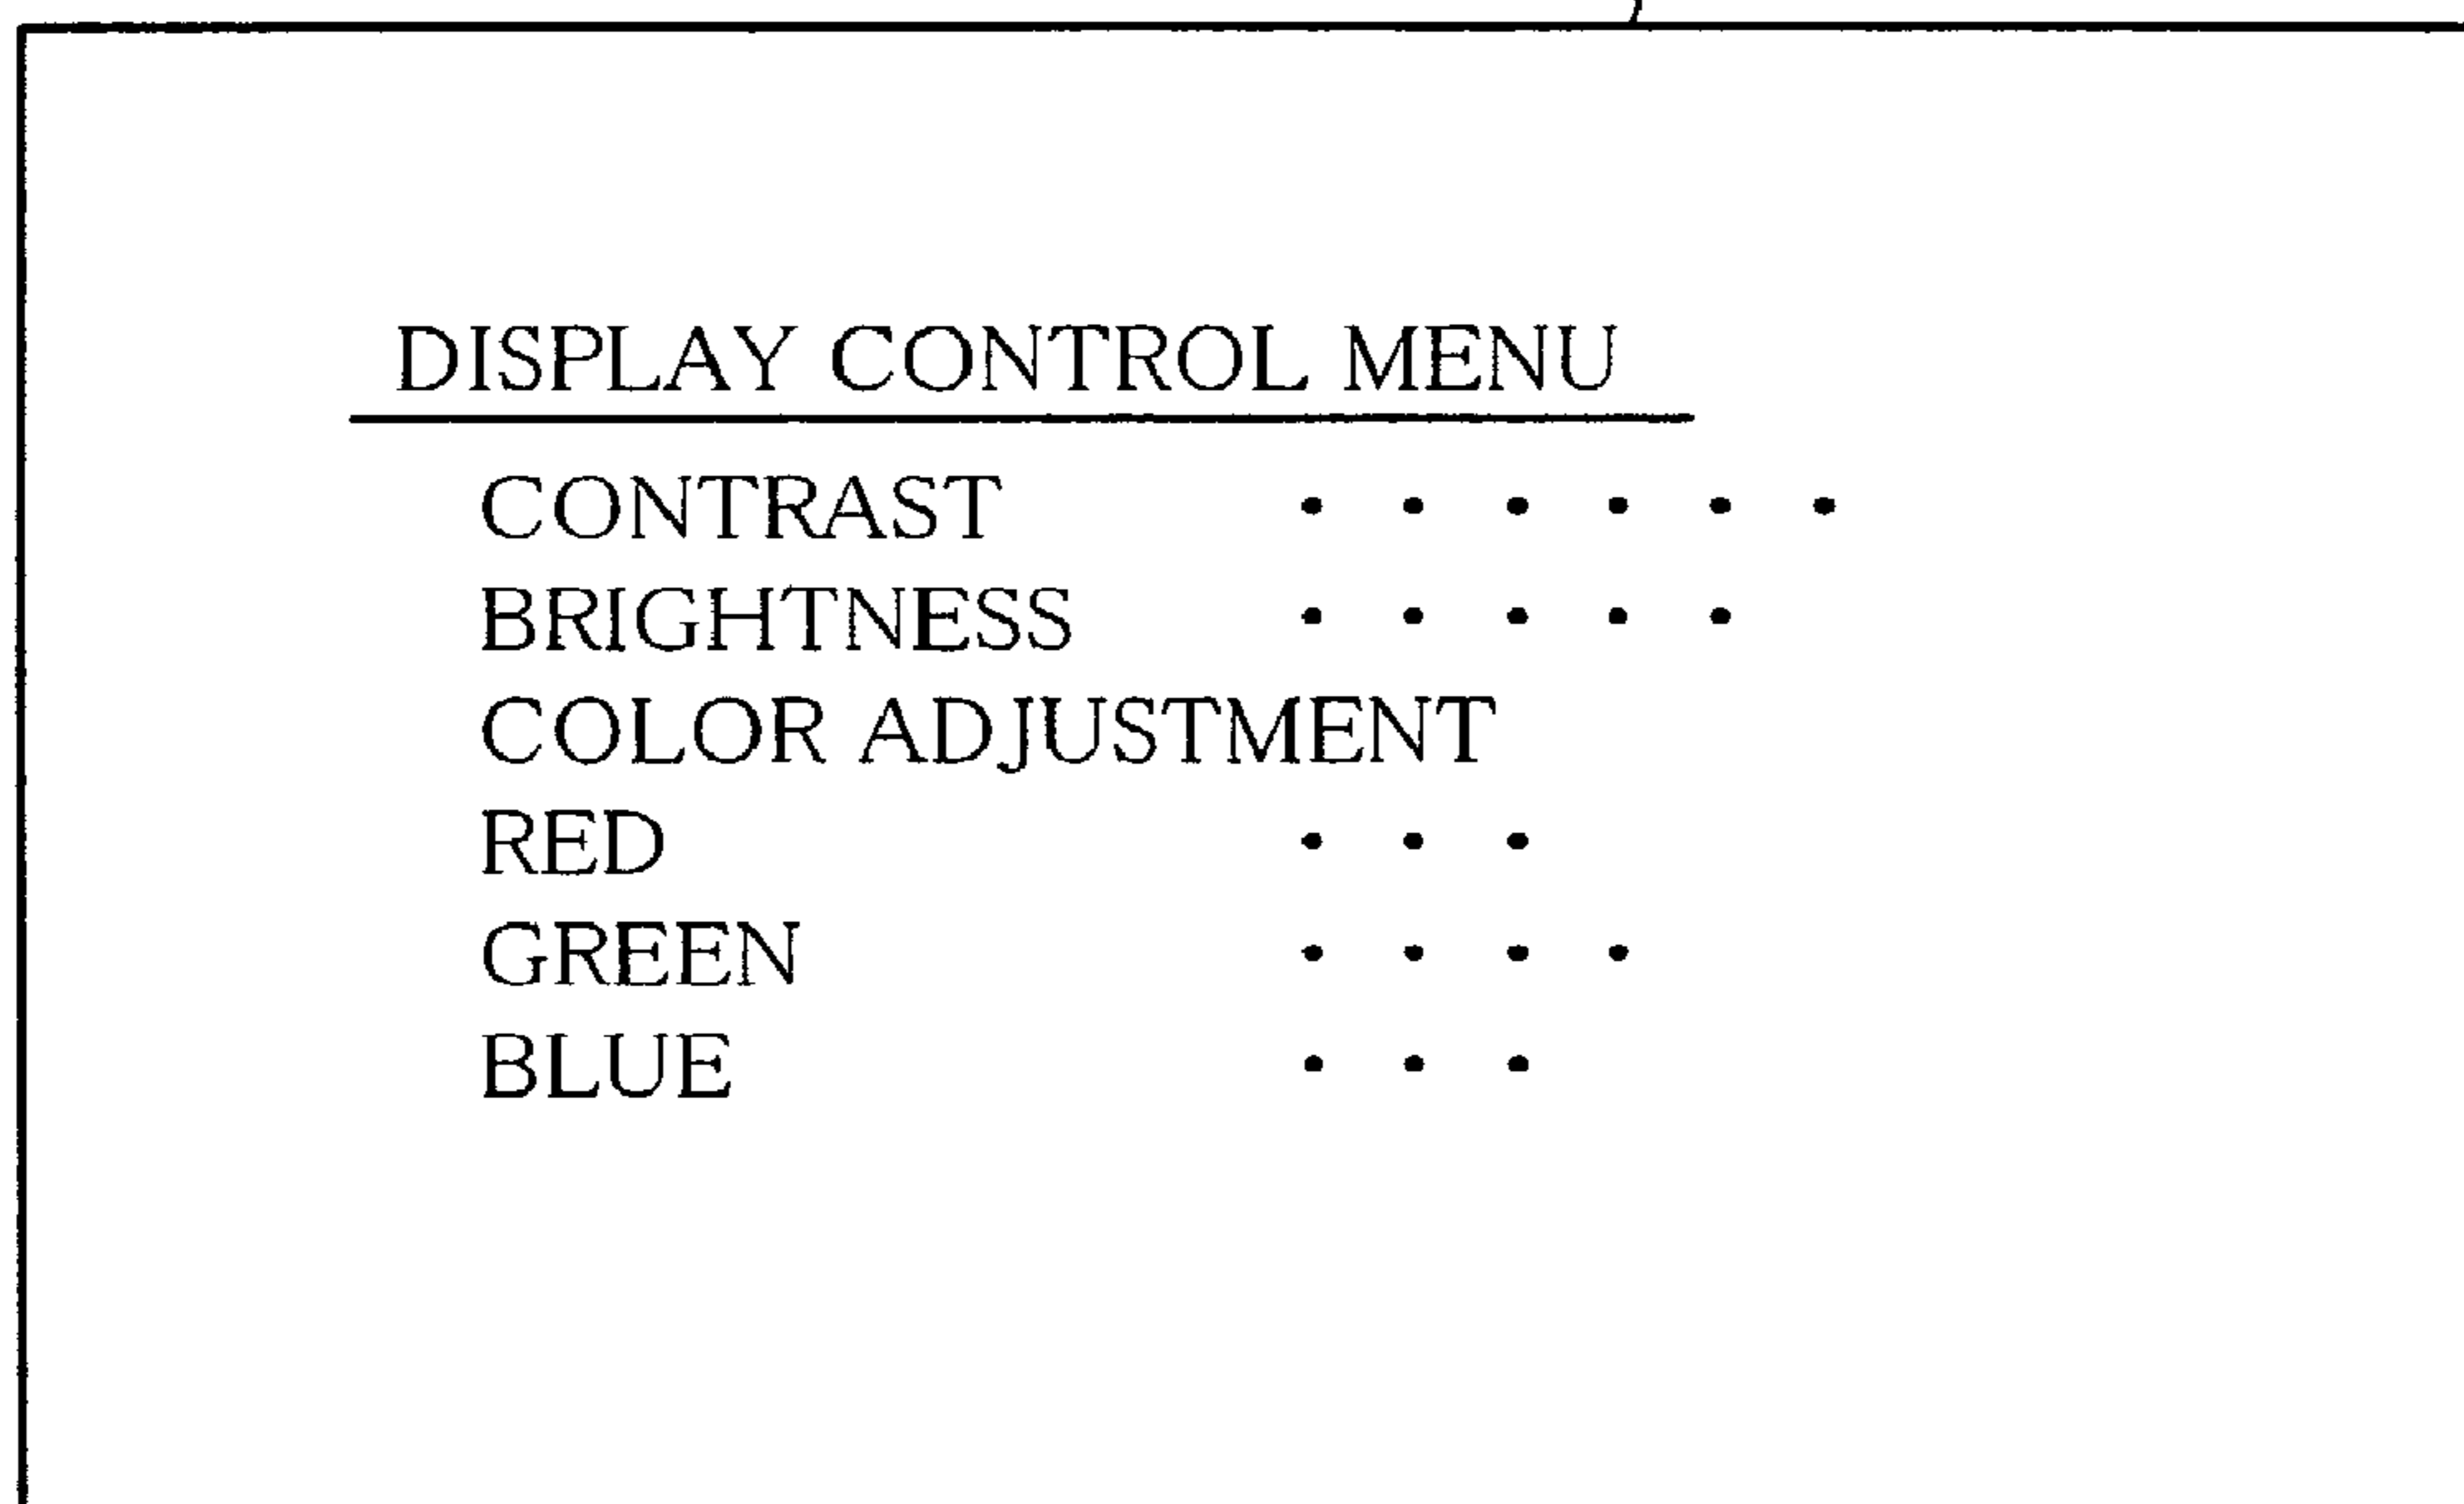 DISPLAY CONTROL MENU
CONTRAST • • • • • •
BRIGHTNESS • • • • •
COLOR ADJUSTMENT
RED • • •
GREEN • • • •
BLUE • • •